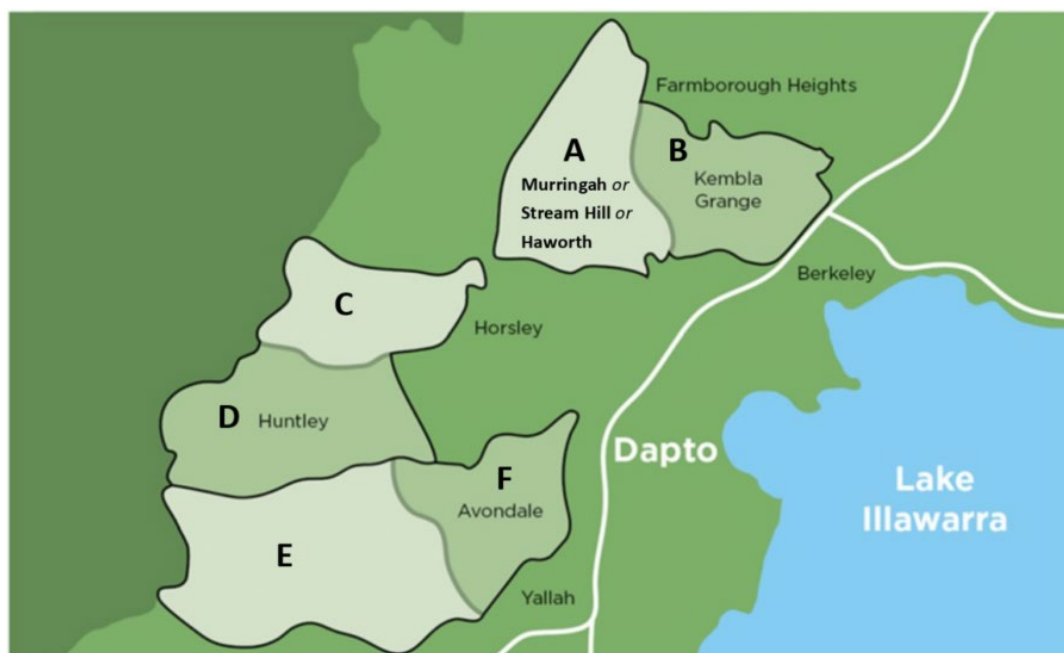 Farmborough Heights
A
B
Murringah or
Stream Hill or
Haworth
Kembla
Grange
Berkeley
C
Horsley
D
Huntley
F
Avondale
Dapto
Lake
Illawarra
E
Yallah